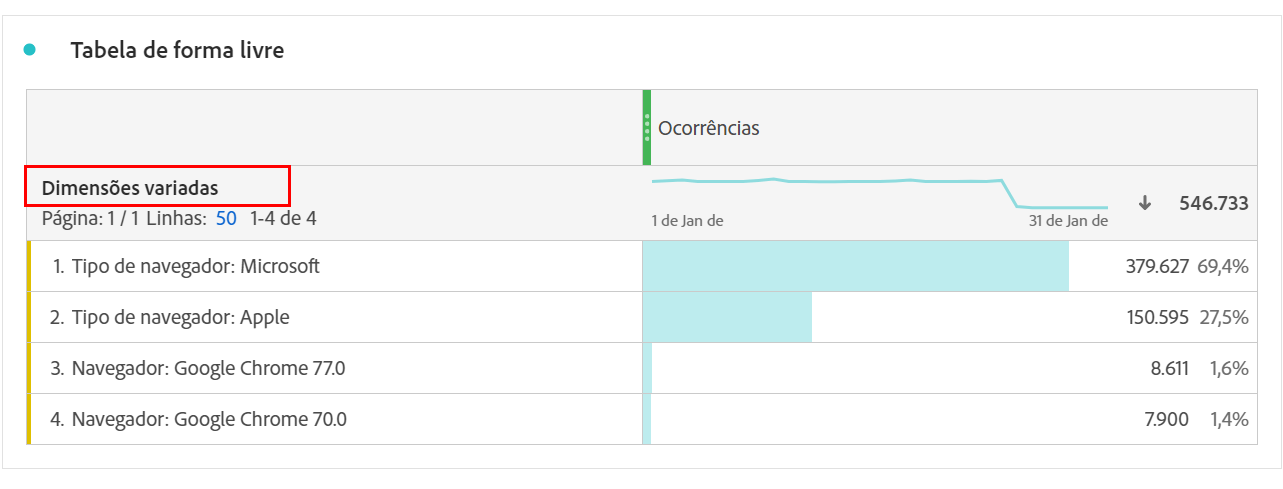 Tabela de forma livre
Ocorrências
Dimensões variadas
Página: 1 / 1 Linhas: 50 1-4 de 4
1 de Jan de
31 de Jan de
546.733
1. Tipo de navegador: Microsoft 379.627 69,4%
2. Tipo de navegador: Apple 150.595 27,5%
3. Navegador: Google Chrome 77.0 8.611 1,6%
4. Navegador: Google Chrome 70.0 7.900 1,4%